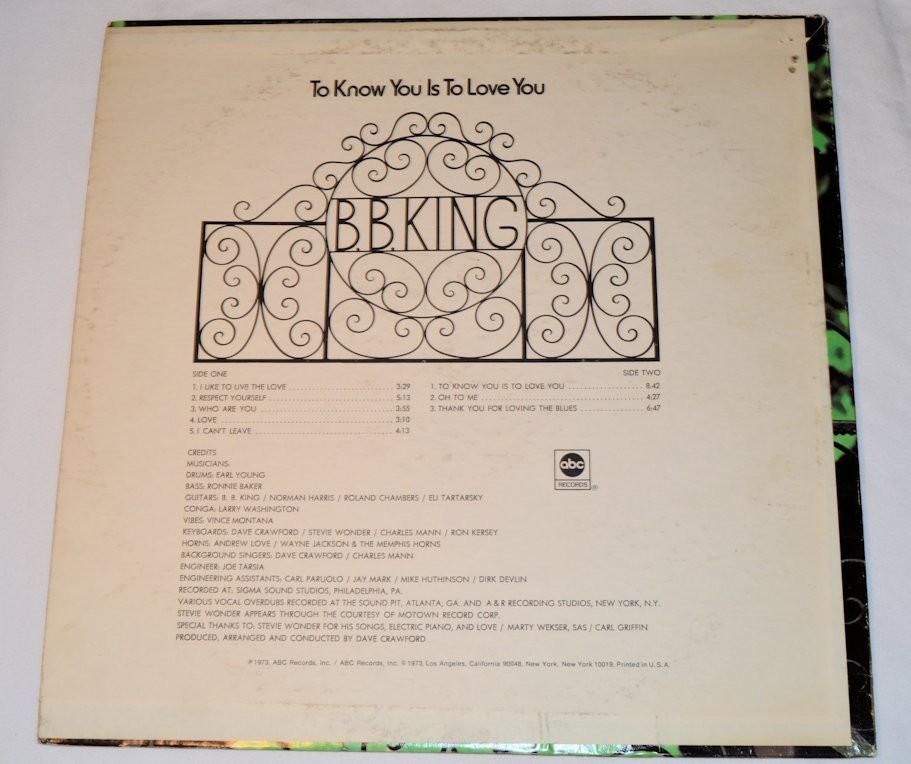 To Know You Is To Love You
B.B.KING
SIDE ONE
1. I LIKE TO LIVE THE LOVE 3:29
2. RESPECT YOURSELF 5:13
3. WHO ARE YOU 3:55
4. LOVE 3:10
5. I CAN'T LEAVE 4:13
SIDE TWO
1. TO KNOW YOU IS TO LOVE YOU 8:42
2. OH TO ME 4:27
3. THANK YOU FOR LOVING THE BLUES 6:47
CREDITS
MUSICIANS:
DRUMS: EARL YOUNG
BASS: RONNIE BAKER
GUITARS: B. B. KING / NORMAN HARRIS / ROLAND CHAMBERS / ELI TARTARSKY
CONGA: LARRY WASHINGTON
VIBES: VINCE MONTANA
KEYBOARDS: DAVE CRAWFORD / STEVIE WONDER / CHARLES MANN / RON KERSEY
HORNS: ANDREW LOVE / WAYNE JACKSON & THE MEMPHIS HORNS
BACKGROUND SINGERS: DAVE CRAWFORD / CHARLES MANN
ENGINEER: JOE TARSIA
ENGINEERING ASSISTANTS: CARL PARUOLO / JAY MARK / MIKE HUTHINSON / DIRK DEVLIN
RECORDED AT: SIGMA SOUND STUDIOS, PHILADELPHIA, PA.
VARIOUS VOCAL OVERDUBS RECORDED AT THE SOUND PIT, ATLANTA, GA. AND A & R RECORDING STUDIOS, NEW YORK, N.Y.
STEVIE WONDER APPEARS THROUGH THE COURTESY OF MOTOWN RECORD CORP.
SPECIAL THANKS TO: STEVIE WONDER FOR HIS SONGS, ELECTRIC PIANO, AND LOVE / MARTY WEKSER, SAS / CARL GRIFFIN
PRODUCED, ARRANGED AND CONDUCTED BY DAVE CRAWFORD
abc
RECORDS ®
℗ 1973, ABC Records, Inc. / ABC Records, Inc. © 1973, Los Angeles, California 90048, New York, New York 10019. Printed in U.S.A.